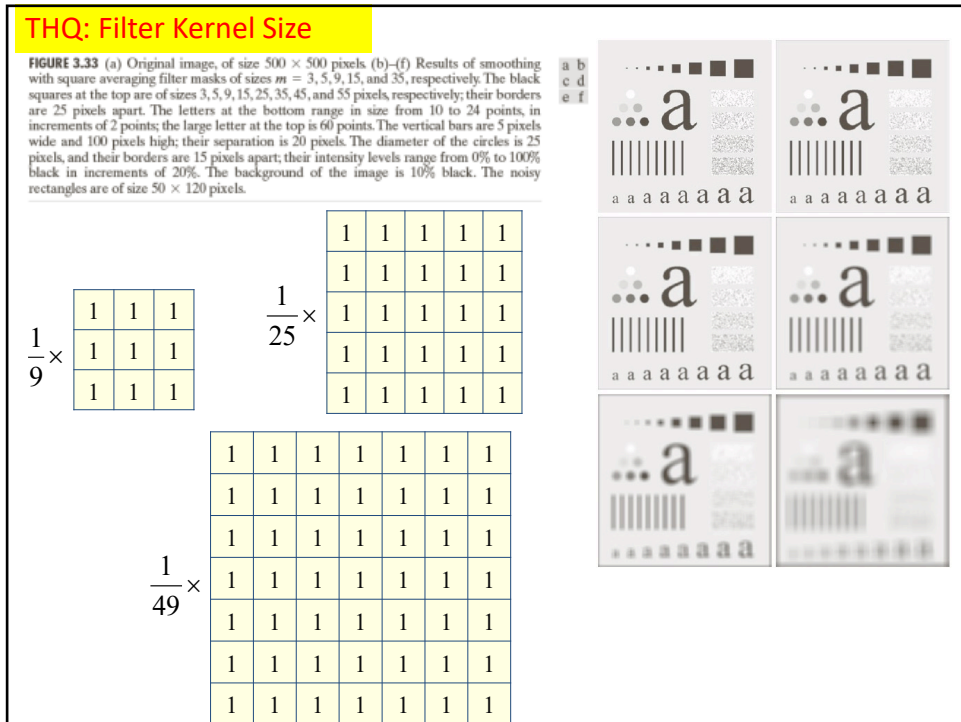 THQ: Filter Kernel Size
FIGURE 3.33 (a) Original image, of size 500 × 500 pixels (b)–(f) Results of smoothing
with square averaging filter masks of sizes m = 3, 5, 9, 15, and 35, respectively. The black
squares at the top are of sizes 3, 5, 9, 15, 25, 35, 45, and 55 pixels, respectively; their borders
are 25 pixels apart. The letters at the bottom range in size from 10 to 24 points, in
increments of 2 points; the large letter at the top is 60 points. The vertical bars are 5 pixels
wide and 100 pixels high; their separation is 20 pixels. The diameter of the circles is 25
pixels, and their borders are 15 pixels apart; their intensity levels range from 0% to 100%
black in increments of 20%. The background of the image is 10% black. The noisy
rectangles are of size 50 × 120 pixels.
a b
c d
e f
a
a a a a a a a a
a
a a a a a a a a
a
a a a a a a a a
a
a a a a a a a a
a
a a a a a a a a
a
1/9 ×
1 1 1
1 1 1
1 1 1
1/25 ×
1 1 1 1 1
1 1 1 1 1
1 1 1 1 1
1 1 1 1 1
1 1 1 1 1
1/49 ×
1 1 1 1 1 1 1
1 1 1 1 1 1 1
1 1 1 1 1 1 1
1 1 1 1 1 1 1
1 1 1 1 1 1 1
1 1 1 1 1 1 1
1 1 1 1 1 1 1